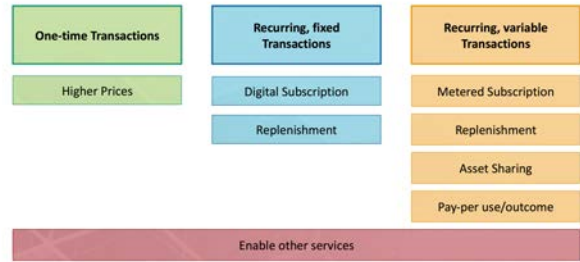 One-time Transactions
Recurring, fixed
Transactions
Recurring, variable
Transactions
Higher Prices
Digital Subscription
Metered Subscription
Replenishment
Replenishment
Asset Sharing
Pay-per use/outcome
Enable other services